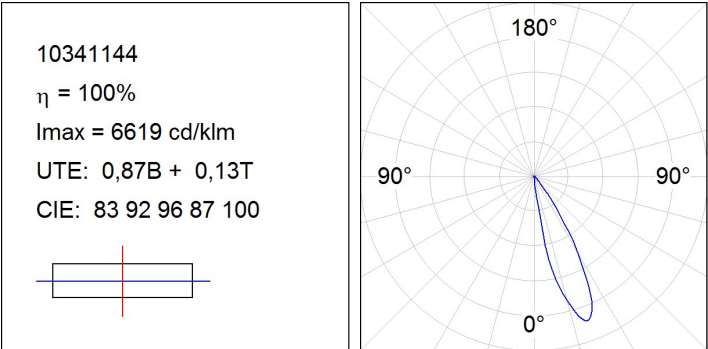 10341144
η = 100%
Imax = 6619 cd/klm
UTE: 0,87B + 0,13T
CIE: 83 92 96 87 100
180°
90° 90°
0°